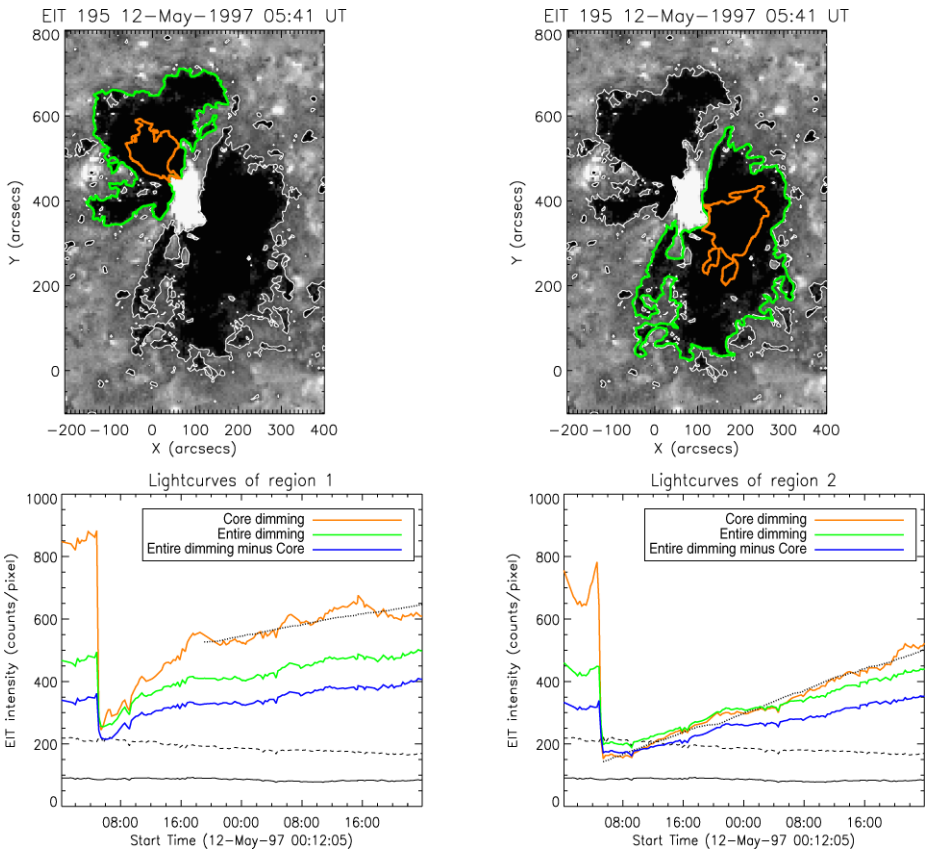 EIT 195 12-May-1997 05:41 UT
800
600
400
200
0
Y (arcsecs)
-200 -100 0 100 200 300 400
X (arcsecs)
EIT 195 12-May-1997 05:41 UT
800
600
400
200
0
Y (arcsecs)
-200 -100 0 100 200 300 400
X (arcsecs)
Lightcurves of region 1
1000
800
600
400
200
0
EIT intensity (counts/pixel)
Core dimming
Entire dimming
Entire dimming minus Core
08:00 16:00 00:00 08:00 16:00
Start Time (12-May-97 00:12:05)
Lightcurves of region 2
1000
800
600
400
200
0
EIT intensity (counts/pixel)
Core dimming
Entire dimming
Entire dimming minus Core
08:00 16:00 00:00 08:00 16:00
Start Time (12-May-97 00:12:05)